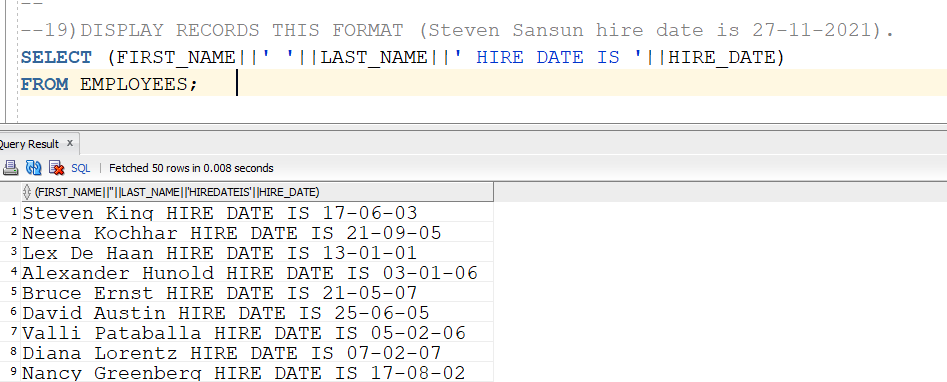 --
--19)DISPLAY RECORDS THIS FORMAT (Steven Sansun hire date is 27-11-2021).
SELECT (FIRST_NAME||' '||LAST_NAME||' HIRE DATE IS '||HIRE_DATE)
FROM EMPLOYEES;
Query Result x
SQL | Fetched 50 rows in 0.008 seconds
(FIRST_NAME||''||LAST_NAME||'HIREDATEIS'||HIRE_DATE)
1 Steven King HIRE DATE IS 17-06-03
2 Neena Kochhar HIRE DATE IS 21-09-05
3 Lex De Haan HIRE DATE IS 13-01-01
4 Alexander Hunold HIRE DATE IS 03-01-06
5 Bruce Ernst HIRE DATE IS 21-05-07
6 David Austin HIRE DATE IS 25-06-05
7 Valli Pataballa HIRE DATE IS 05-02-06
8 Diana Lorentz HIRE DATE IS 07-02-07
9 Nancy Greenberg HIRE DATE IS 17-08-02